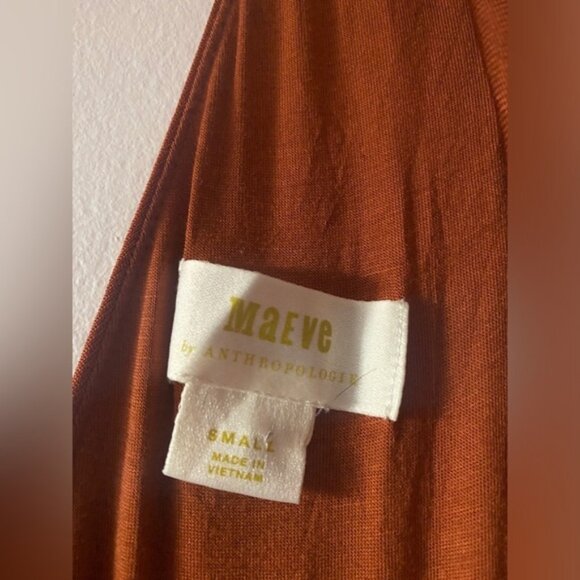 MaEVe
by ANTHROPOLOGIE
SMALL
MADE IN
VIETNAM